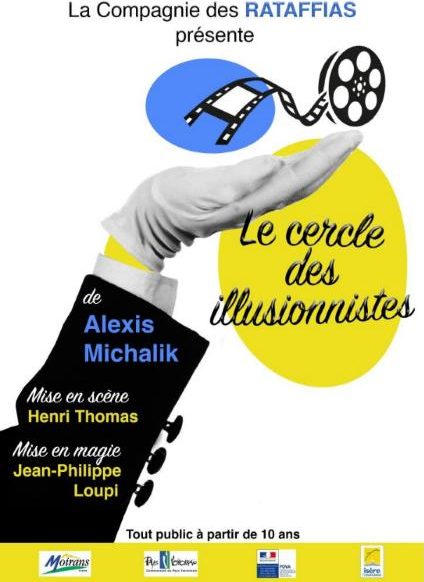 La Compagnie des RATAFFIAS
présente
Le cercle
des
illusionnistes
de
Alexis
Michalik
Mise en scène
Henri Thomas
Mise en magie
Jean-Philippe
Loupi
Tout public à partir de 10 ans
Moirans
isère